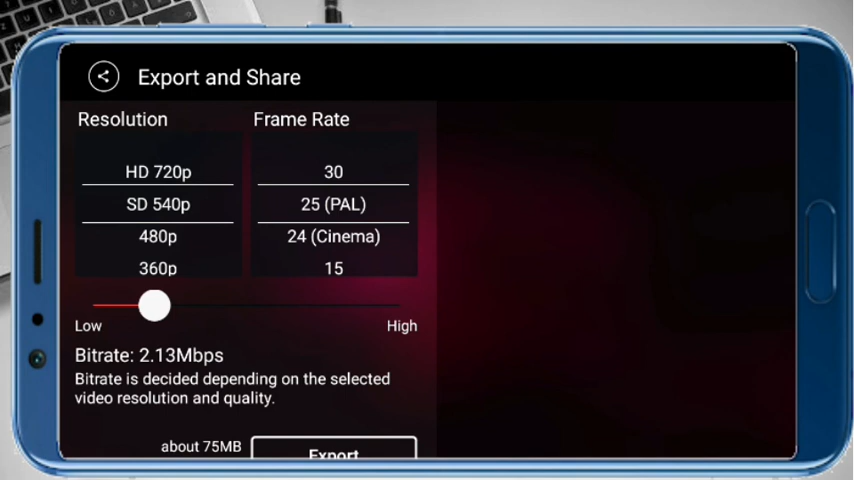 Export and Share
Resolution
Frame Rate
HD 720p
30
SD 540p
25 (PAL)
480p
24 (Cinema)
360p
15
Low
High
Bitrate: 2.13Mbps
Bitrate is decided depending on the selected
video resolution and quality.
about 75MB
Export